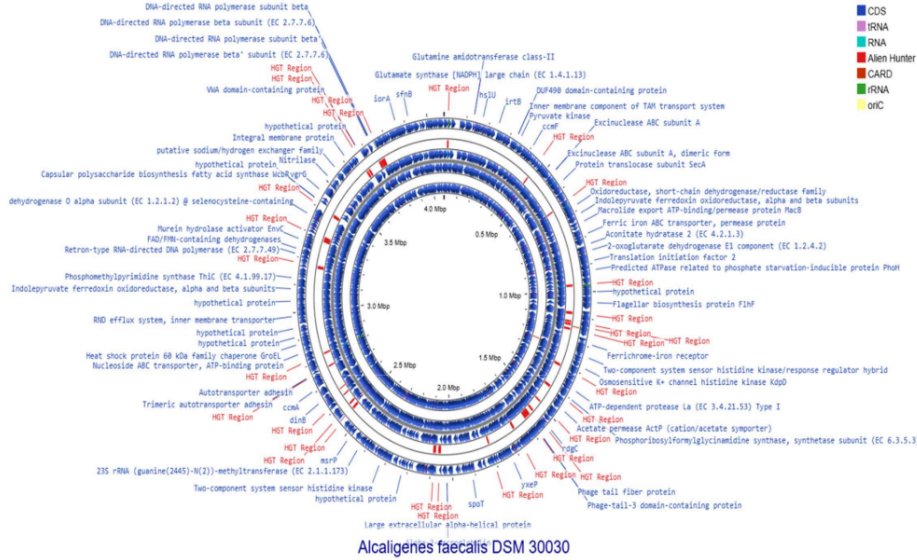 DNA-directed RNA polymerase subunit beta
DNA-directed RNA polymerase beta subunit (EC 2.7.7.6)
DNA-directed RNA polymerase subunit beta'
DNA-directed RNA polymerase beta' subunit (EC 2.7.7.6)
HGT Region
HGT Region
VWA domain-containing protein
HGT Region
HGT Region
hypothetical protein
Integral membrane protein
putative sodium/hydrogen exchanger family
Nitrilase
hypothetical protein
Capsular polysaccharide biosynthesis fatty acid synthase WcbR
vgrG
HGT Region
dehydrogenase O alpha subunit (EC 1.2.1.2) @ selenocysteine-containing
HGT Region
Murein hydrolase activator EnvC
FAD/FMN-containing dehydrogenases
Retron-type RNA-directed DNA polymerase (EC 2.7.7.49)
HGT Region
Phosphomethylpyrimidine synthase ThiC (EC 4.1.99.17)
Indolepyruvate ferredoxin oxidoreductase, alpha and beta subunits
hypothetical protein
RND efflux system, inner membrane transporter
hypothetical protein
hypothetical protein
Heat shock protein 60 kDa family chaperone GroEL
Nucleoside ABC transporter, ATP-binding protein
HGT Region
Autotransporter adhesin
Trimeric autotransporter adhesin
HGT Region
ccmA
dinB
HGT Region
msrP
23S rRNA (guanine(2445)-N(2))-methyltransferase (EC 2.1.1.173)
Two-component system sensor histidine kinase
hypothetical protein
HGT Region
HGT Region
Large extracellular alpha-helical protein
iorA
sfnB
HGT Region
Glutamine amidotransferase class-II
Glutamate synthase [NADPH] large chain (EC 1.4.1.13)
hslU
irtB
DUF490 domain-containing protein
Inner membrane component of TAM transport system
Pyruvate kinase
ccmF
Excinuclease ABC subunit A
HGT Region
Excinuclease ABC subunit A, dimeric form
Protein translocase subunit SecA
HGT Region
Oxidoreductase, short-chain dehydrogenase/reductase family
Indolepyruvate ferredoxin oxidoreductase, alpha and beta subunits
Macrolide export ATP-binding/permease protein MacB
Ferric iron ABC transporter, permease protein
Aconitate hydratase 2 (EC 4.2.1.3)
2-oxoglutarate dehydrogenase E1 component (EC 1.2.4.2)
Translation initiation factor 2
Predicted ATPase related to phosphate starvation-inducible protein PhoH
HGT Region
hypothetical protein
Flagellar biosynthesis protein FlhF
HGT Region
HGT Region
HGT Region
HGT Region
Ferrichrome-iron receptor
Two-component system sensor histidine kinase/response regulator hybrid
Osmosensitive K+ channel histidine kinase KdpD
HGT Region
ATP-dependent protease La (EC 3.4.21.53) Type I
HGT Region
Acetate permease ActP (cation/acetate symporter)
HGT Region
Phosphoribosylformylglycinamidine synthase, synthetase subunit (EC 6.3.5.3)
rdgC
HGT Region
HGT Region
HGT Region
Phage tail fiber protein
Phage-tail-3 domain-containing protein
yxeP
HGT Region
spoT
4.0 Mbp
0.5 Mbp
1.0 Mbp
1.5 Mbp
2.0 Mbp
2.5 Mbp
3.0 Mbp
3.5 Mbp
CDS
tRNA
RNA
Alien Hunter
CARD
rRNA
oriC
Alcaligenes faecalis DSM 30030